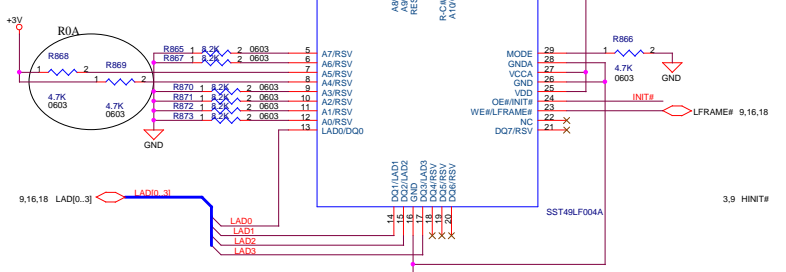 A8/
A9/
RES
R-C#/
A10/
+3V
R0A
R868
1 2
R869
1 2
4.7K
0603
4.7K
0603
R865 1 8.2K 2 0603
R867 1 8.2K 2 0603
R870 1 8.2K 2 0603
R871 1 8.2K 2 0603
R872 1 8.2K 2 0603
R873 1 8.2K 2 0603
GND
5 A7/RSV
6 A6/RSV
7 A5/RSV
8 A4/RSV
9 A3/RSV
10 A2/RSV
11 A1/RSV
12 A0/RSV
13 LAD0/DQ0
MODE 29
GNDA 28
VCCA 27
GND 26
VDD 25
OE#/INIT# 24
WE#/LFRAME# 23
NC 22
DQ7/RSV 21
R866
1 2
4.7K
0603
GND
INIT#
LFRAME# 9,16,18
DQ1/LAD1
DQ2/LAD2
GND
DQ3/LAD3
DQ4/RSV
DQ5/RSV
DQ6/RSV
14
15
16
17
18
19
20
SST49LF004A
9,16,18 LAD[0..3]
LAD[0..3]
LAD0
LAD1
LAD2
LAD3
3,9 HINIT#